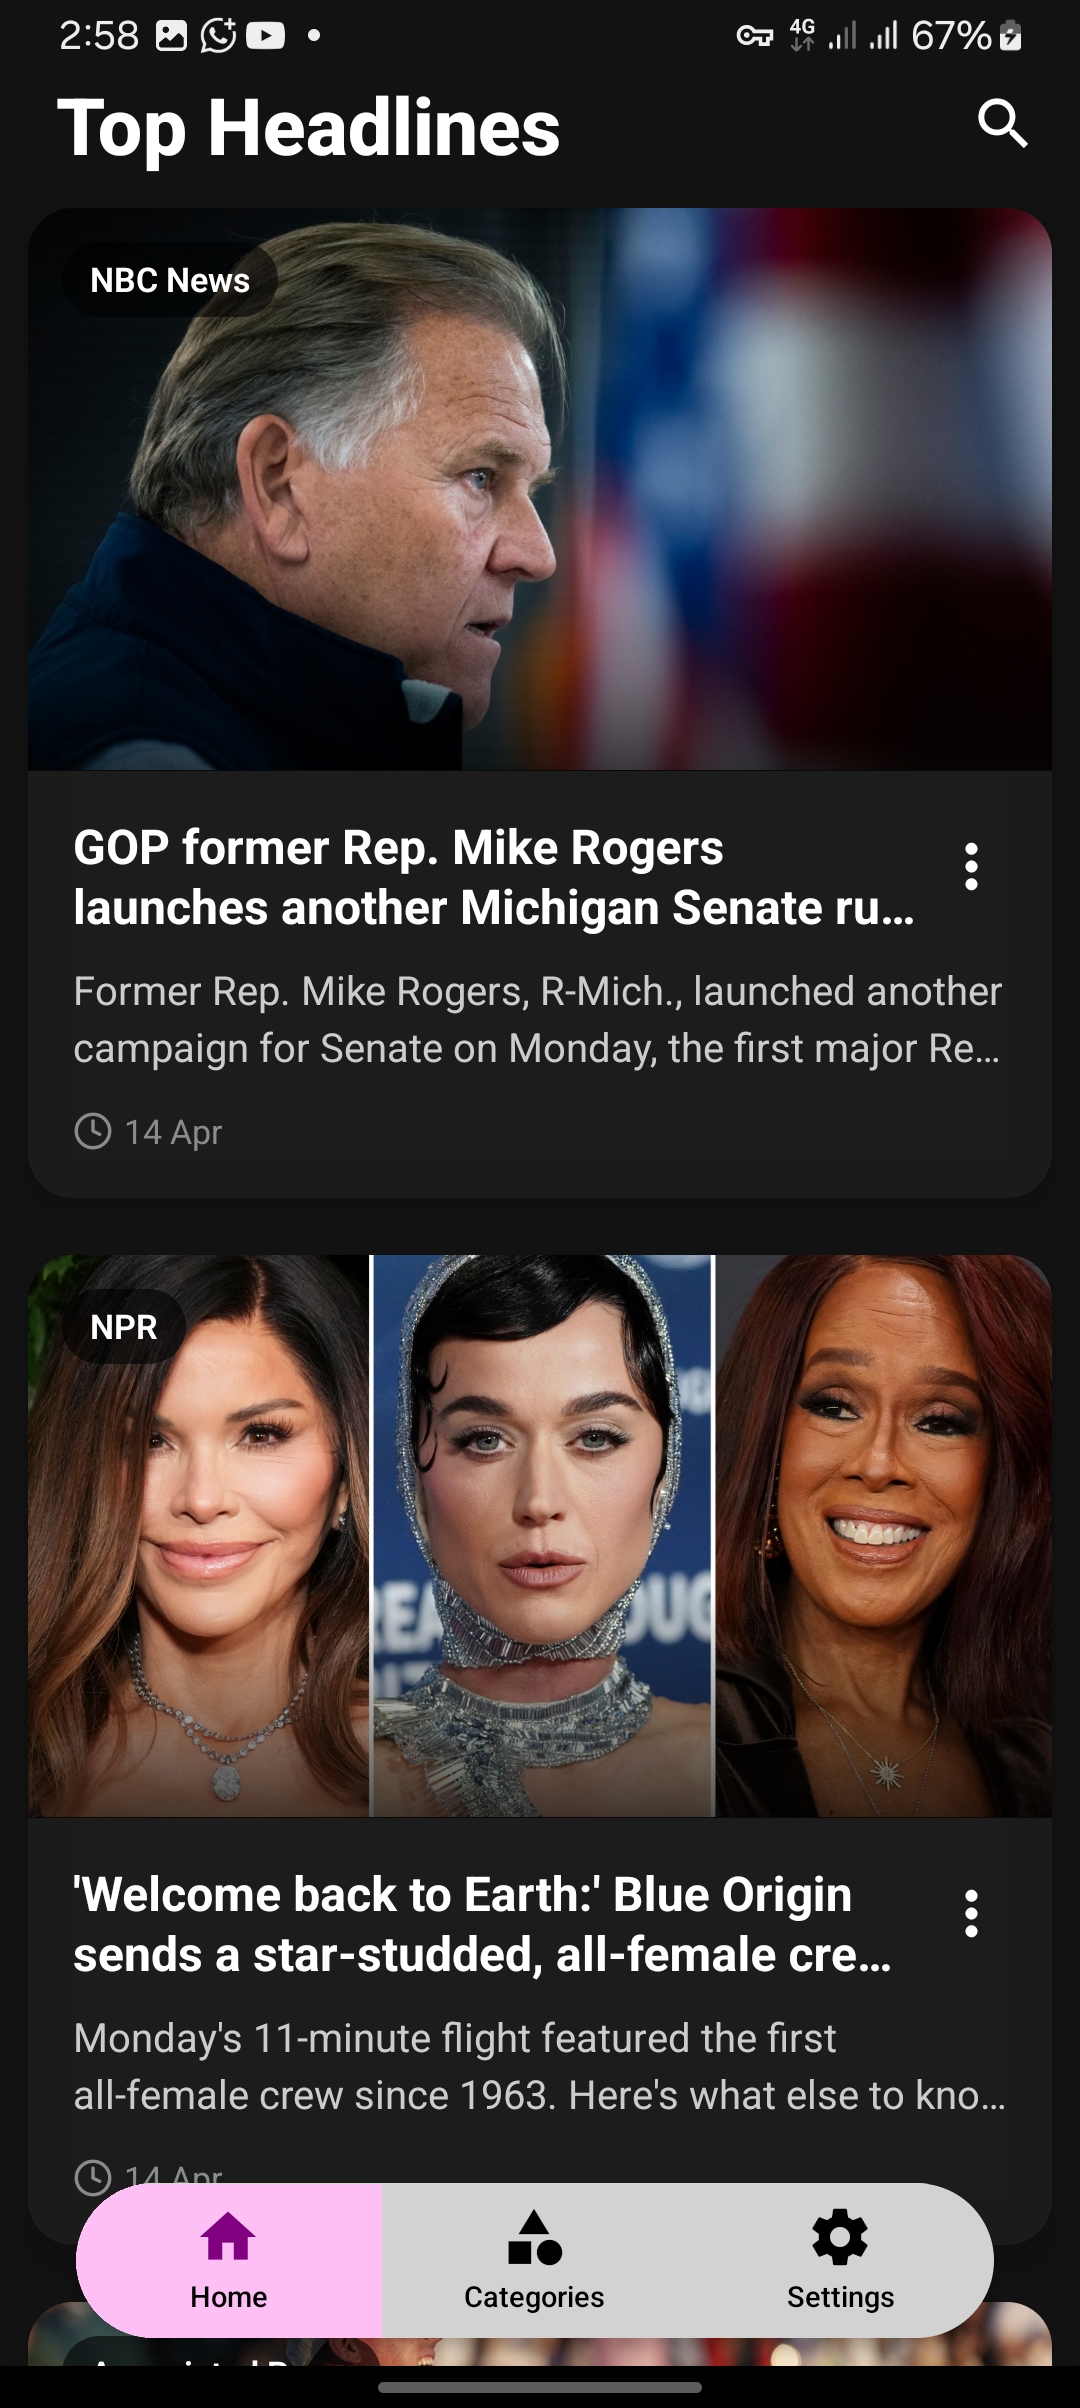 2:58 4G 67%
Top Headlines
NBC News
GOP former Rep. Mike Rogers
launches another Michigan Senate ru...
Former Rep. Mike Rogers, R-Mich., launched another
campaign for Senate on Monday, the first major Re...
14 Apr
NPR
'Welcome back to Earth:' Blue Origin
sends a star-studded, all-female cre...
Monday's 11-minute flight featured the first
all-female crew since 1963. Here's what else to kno...
14 Apr
Home Categories Settings